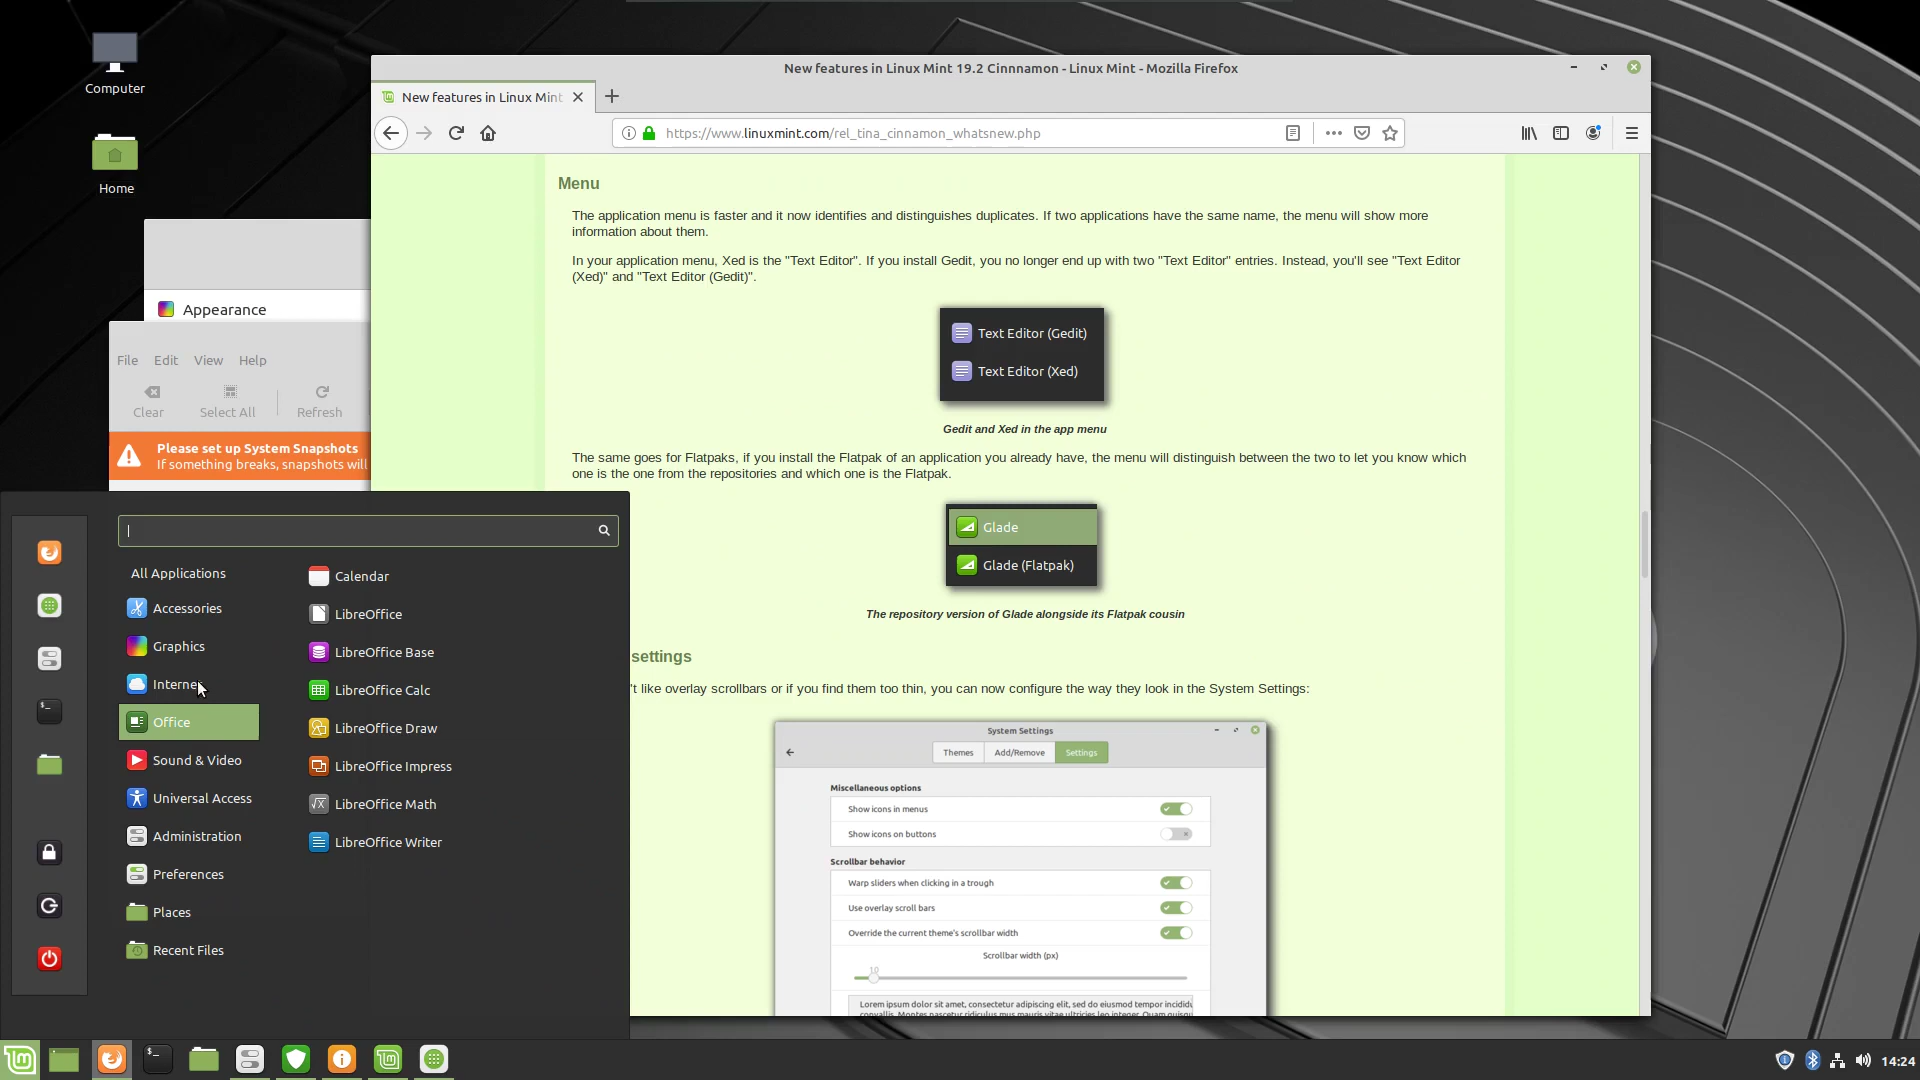 Computer
Home
New features in Linux Mint 19.2 Cinnnamon - Linux Mint - Mozilla Firefox
New features in Linux Mint
https://www.linuxmint.com/rel_tina_cinnamon_whatsnew.php
Appearance
File Edit View Help
Clear Select All Refresh
Please set up System Snapshots
If something breaks, snapshots will
Menu
The application menu is faster and it now identifies and distinguishes duplicates. If two applications have the same name, the menu will show more
information about them.
In your application menu, Xed is the "Text Editor". If you install Gedit, you no longer end up with two "Text Editor" entries. Instead, you'll see "Text Editor
(Xed)" and "Text Editor (Gedit)".
Text Editor (Gedit)
Text Editor (Xed)
Gedit and Xed in the app menu
The same goes for Flatpaks, if you install the Flatpak of an application you already have, the menu will distinguish between the two to let you know which
one is the one from the repositories and which one is the Flatpak.
Glade
Glade (Flatpak)
The repository version of Glade alongside its Flatpak cousin
settings
't like overlay scrollbars or if you find them too thin, you can now configure the way they look in the System Settings:
System Settings
Themes Add/Remove Settings
Miscellaneous options
Show icons in menus
Show icons on buttons
Scrollbar behavior
Warp sliders when clicking in a trough
Use overlay scroll bars
Override the current theme's scrollbar width
Scrollbar width (px)
10
Lorem ipsum dolor sit amet, consectetur adipiscing elit, sed do eiusmod tempor incididu
convallis. Montes nascetur ridiculus mus mauris vitae ultricies leo integer. Quam quisqu
All Applications
Accessories
Graphics
Internet
Office
Sound & Video
Universal Access
Administration
Preferences
Places
Recent Files
Calendar
LibreOffice
LibreOffice Base
LibreOffice Calc
LibreOffice Draw
LibreOffice Impress
LibreOffice Math
LibreOffice Writer
14:24